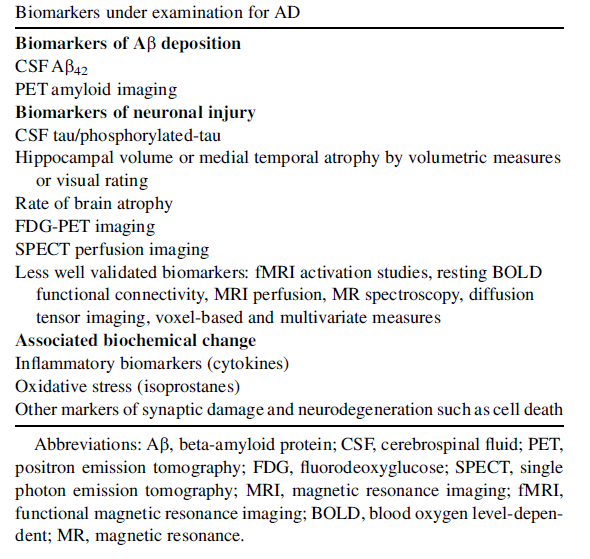 Biomarkers under examination for AD
Biomarkers of Aβ deposition
CSF Aβ42
PET amyloid imaging
Biomarkers of neuronal injury
CSF tau/phosphorylated-tau
Hippocampal volume or medial temporal atrophy by volumetric measures
or visual rating
Rate of brain atrophy
FDG-PET imaging
SPECT perfusion imaging
Less well validated biomarkers: fMRI activation studies, resting BOLD
functional connectivity, MRI perfusion, MR spectroscopy, diffusion
tensor imaging, voxel-based and multivariate measures
Associated biochemical change
Inflammatory biomarkers (cytokines)
Oxidative stress (isoprostanes)
Other markers of synaptic damage and neurodegeneration such as cell death
Abbreviations: Aβ, beta-amyloid protein; CSF, cerebrospinal fluid; PET,
positron emission tomography; FDG, fluorodeoxyglucose; SPECT, single
photon emission tomography; MRI, magnetic resonance imaging; fMRI,
functional magnetic resonance imaging; BOLD, blood oxygen level-depen-
dent; MR, magnetic resonance.